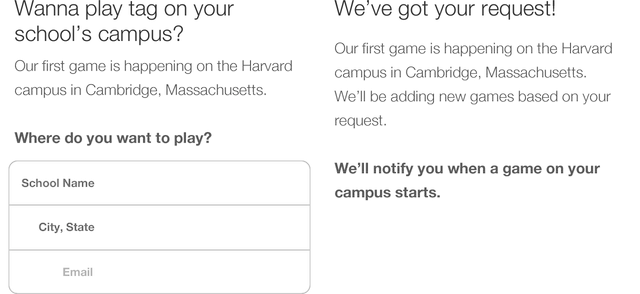 Wanna play tag on your
school's campus?
Our first game is happening on the Harvard
campus in Cambridge, Massachusetts.
Where do you want to play?
School Name
City, State
Email
We've got your request!
Our first game is happening on the Harvard
campus in Cambridge, Massachusetts.
We'll be adding new games based on your
request.
We'll notify you when a game on your
campus starts.